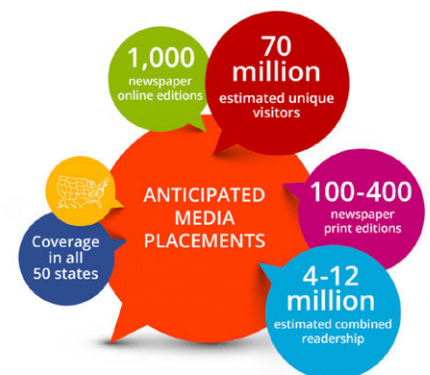 1,000
newspaper
online editions
70
million
estimated unique
visitors
ANTICIPATED
MEDIA
PLACEMENTS
100-400
newspaper
print editions
Coverage
in all
50 states
4-12
million
estimated combined
readership